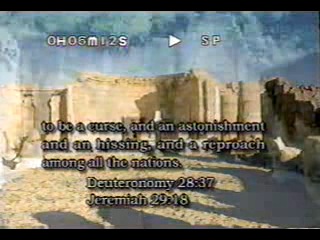 0H06m12s ▶ SP
to be a curse, and an astonishment
and an hissing, and a reproach
among all the nations.
Deuteronomy 28:37
Jeremiah 29:18